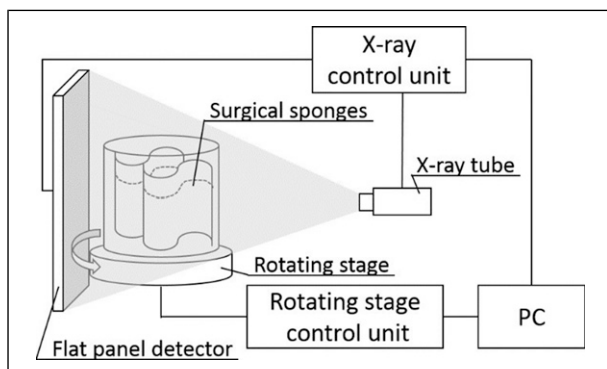 X-ray
control unit
Surgical sponges
X-ray tube
Rotating stage
Rotating stage
control unit
PC
Flat panel detector